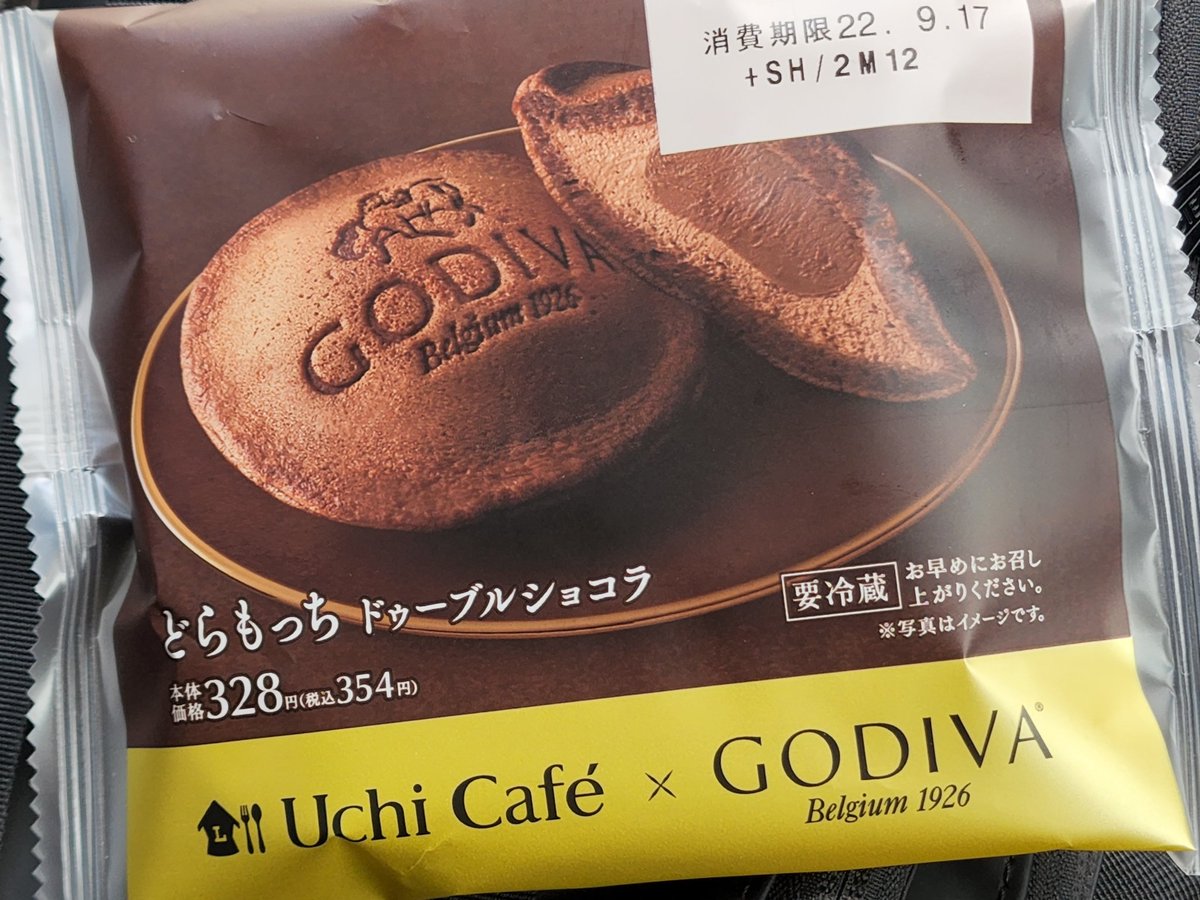 消費期限22. 9.17
+SH/2M12
GODIVA
Belgium 1926
どらもっち ドゥーブルショコラ
要冷蔵
お早めにお召し
上がりください。
※写真はイメージです。
本体
価格328円(税込354円)
L
Uchi Café × GODIVA®
Belgium 1926